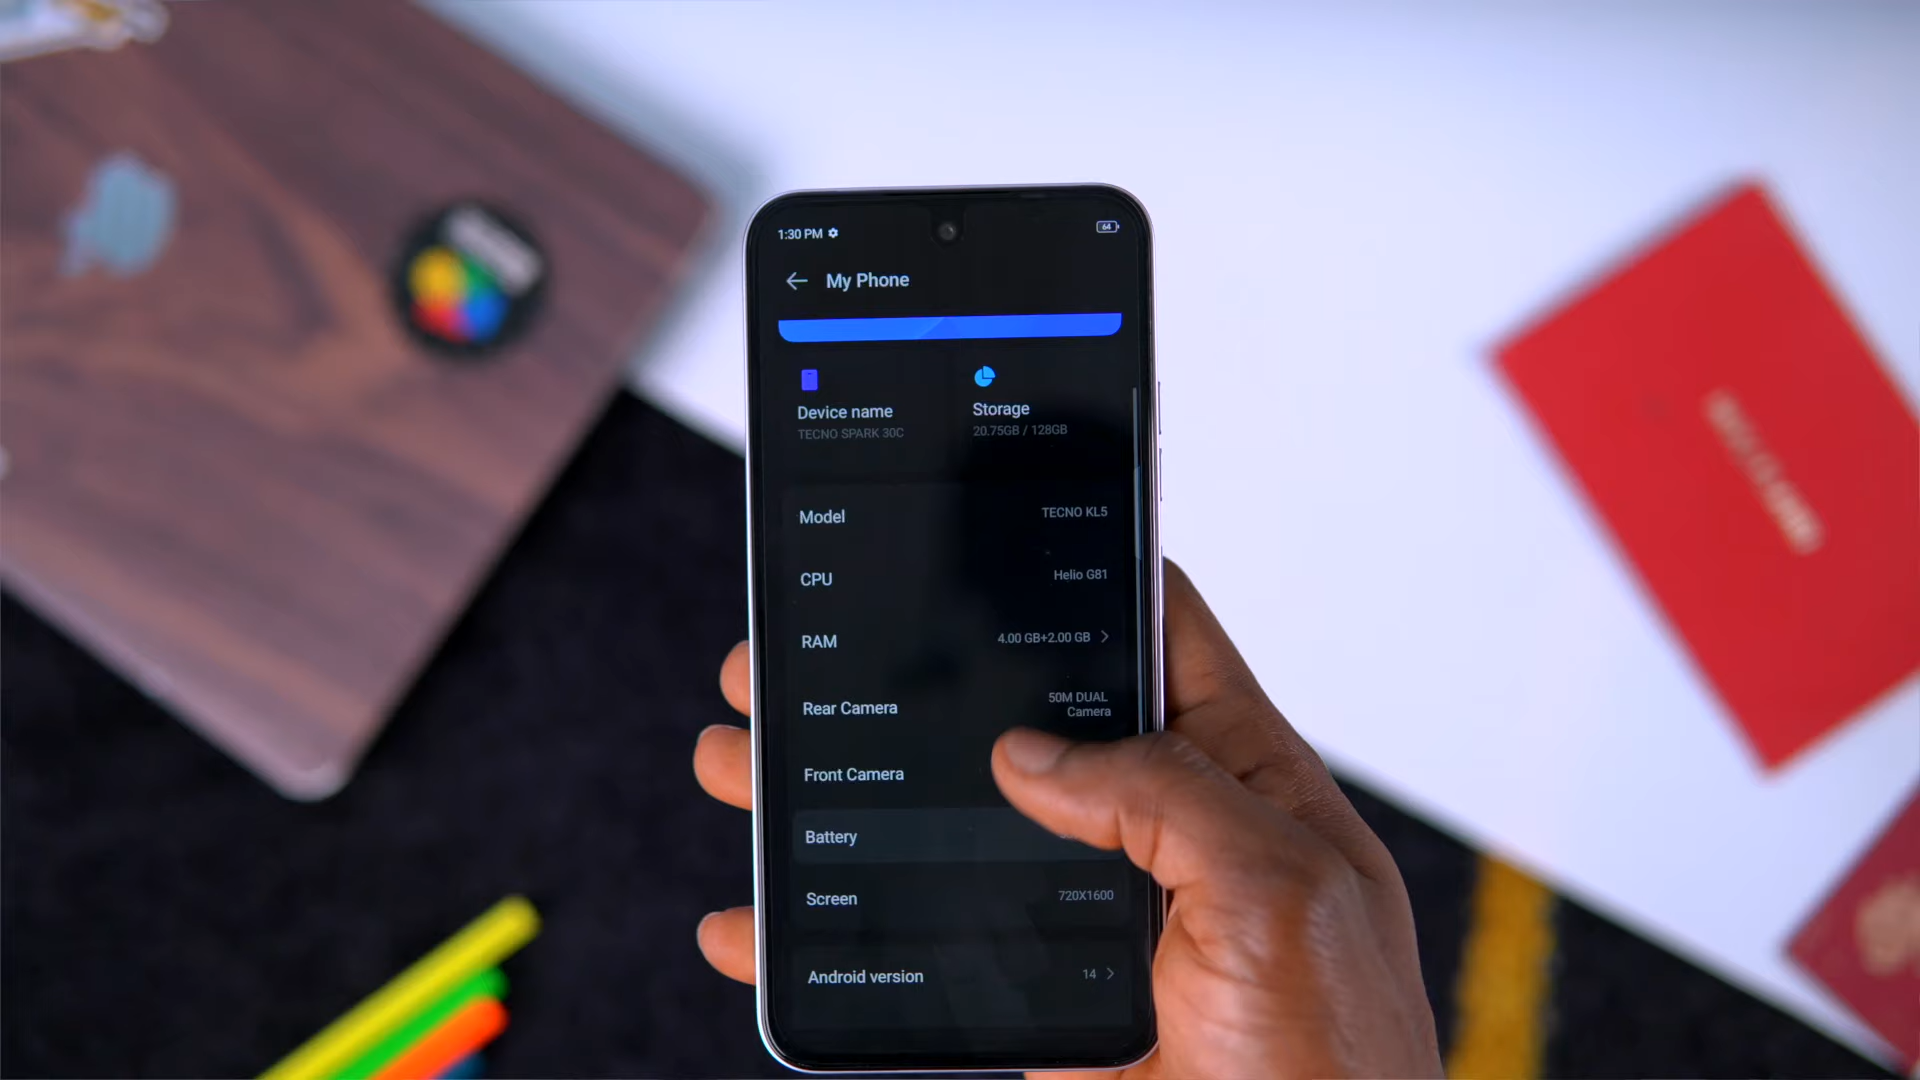 1:30 PM
64
My Phone
Device name
TECNO SPARK 30C
Storage
20.75GB / 128GB
Model
TECNO KL5
CPU
Helio G81
RAM
4.00 GB+2.00 GB
Rear Camera
50M DUAL
Camera
Front Camera
Battery
Screen
720X1600
Android version
14